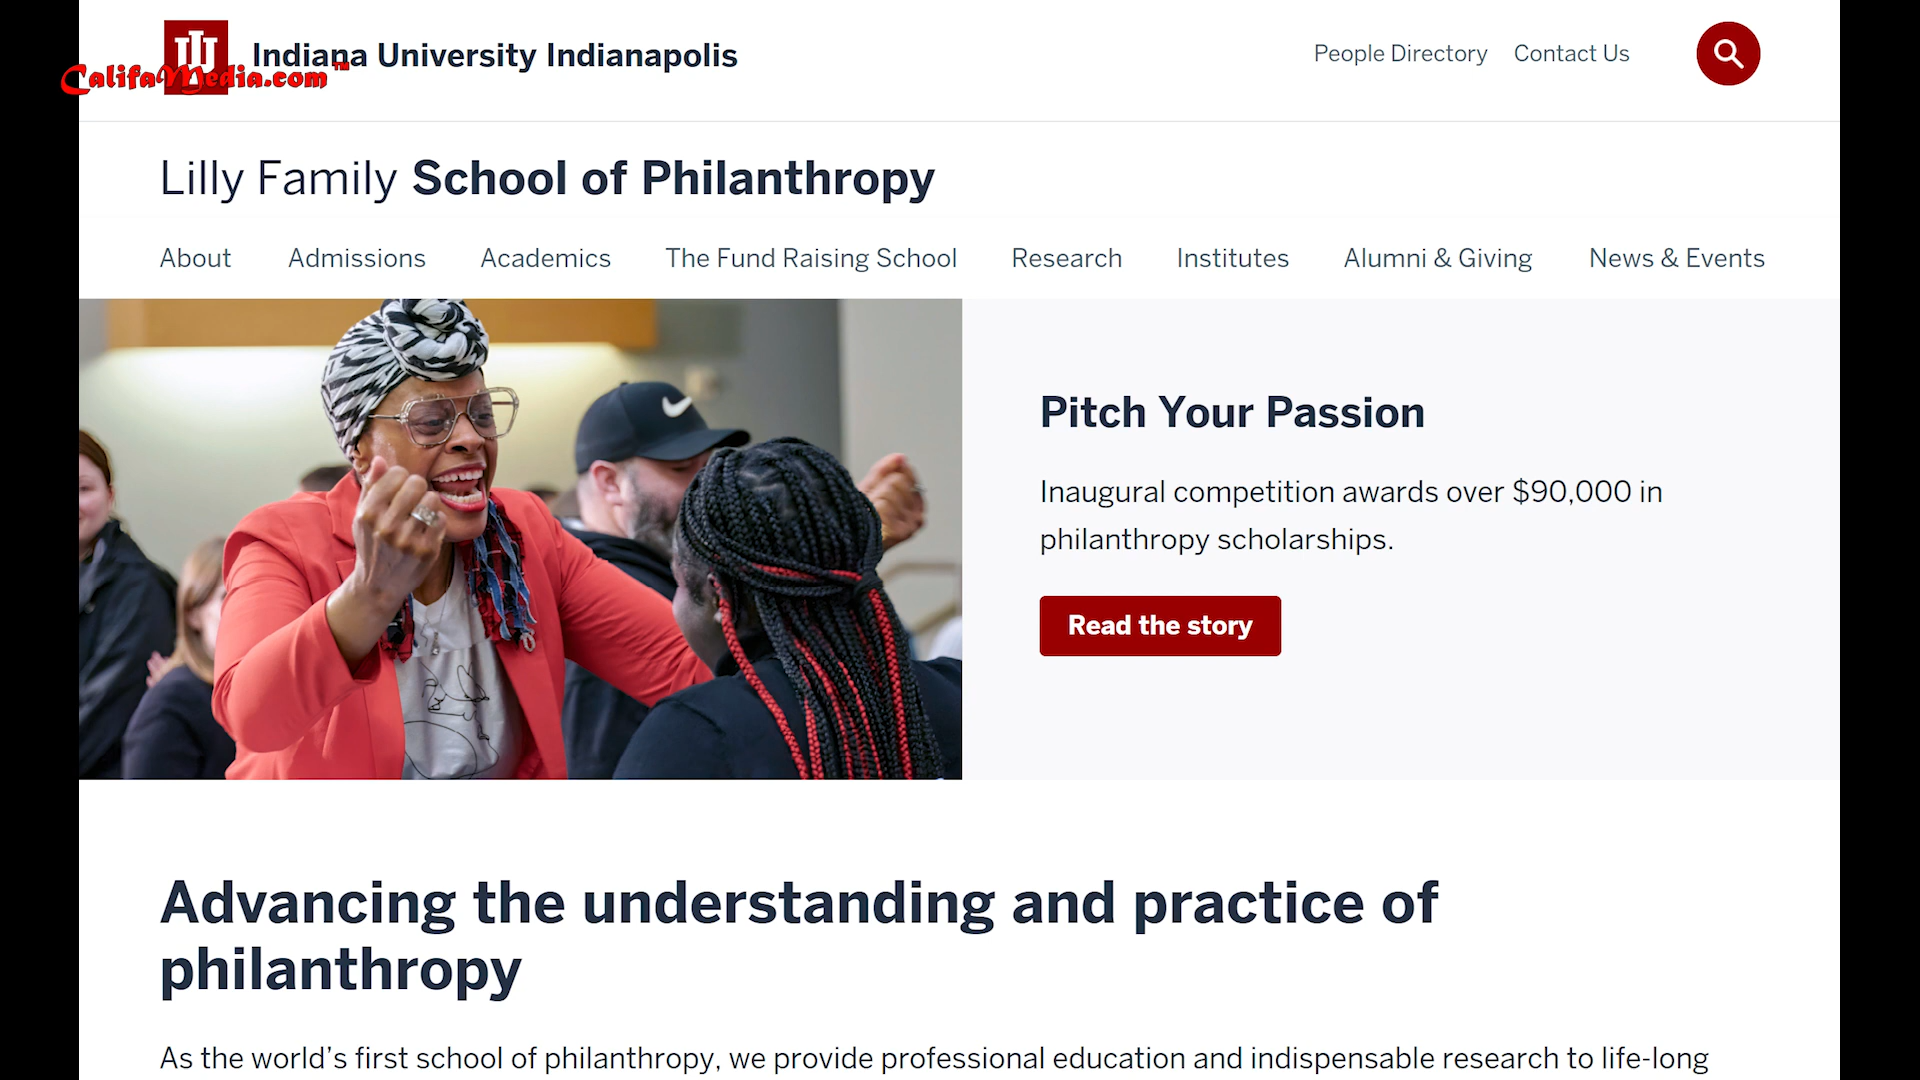 Indiana University Indianapolis
CalifaMedia.com™
People Directory
Contact Us
Lilly Family School of Philanthropy
About
Admissions
Academics
The Fund Raising School
Research
Institutes
Alumni & Giving
News & Events
Pitch Your Passion
Inaugural competition awards over $90,000 in
philanthropy scholarships.
Read the story
Advancing the understanding and practice of
philanthropy
As the world’s first school of philanthropy, we provide professional education and indispensable research to life-long